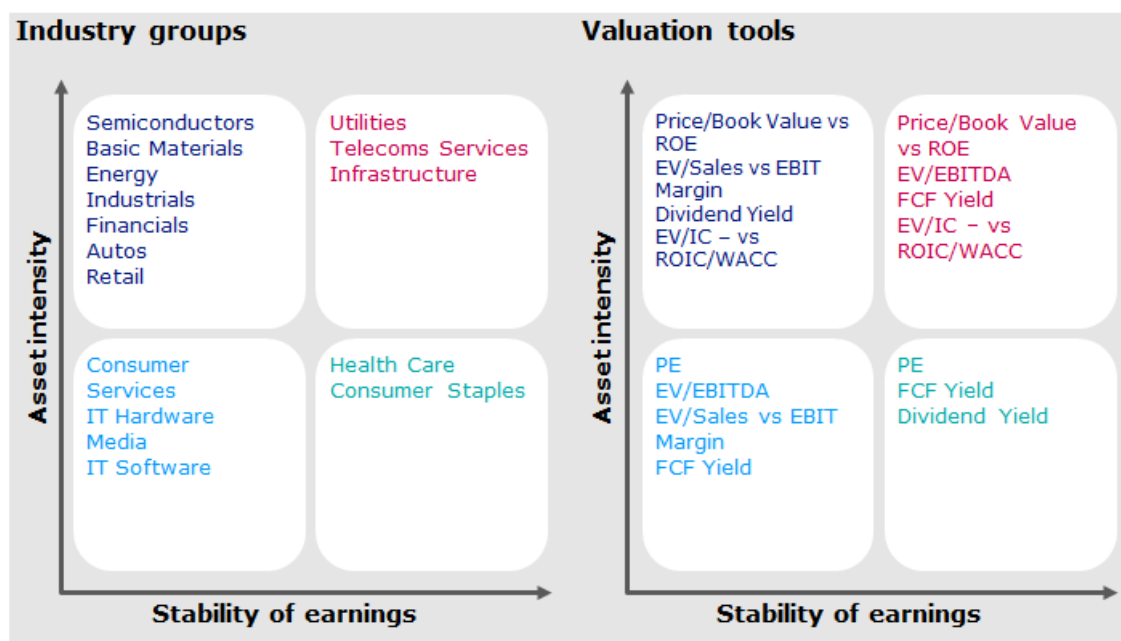 Industry groups
Asset intensity
Semiconductors
Basic Materials
Energy
Industrials
Financials
Autos
Retail
Utilities
Telecoms Services
Infrastructure
Consumer
Services
IT Hardware
Media
IT Software
Health Care
Consumer Staples
Stability of earnings
Valuation tools
Asset intensity
Price/Book Value vs
ROE
EV/Sales vs EBIT
Margin
Dividend Yield
EV/IC – vs
ROIC/WACC
Price/Book Value
vs ROE
EV/EBITDA
FCF Yield
EV/IC – vs
ROIC/WACC
PE
EV/EBITDA
EV/Sales vs EBIT
Margin
FCF Yield
PE
FCF Yield
Dividend Yield
Stability of earnings